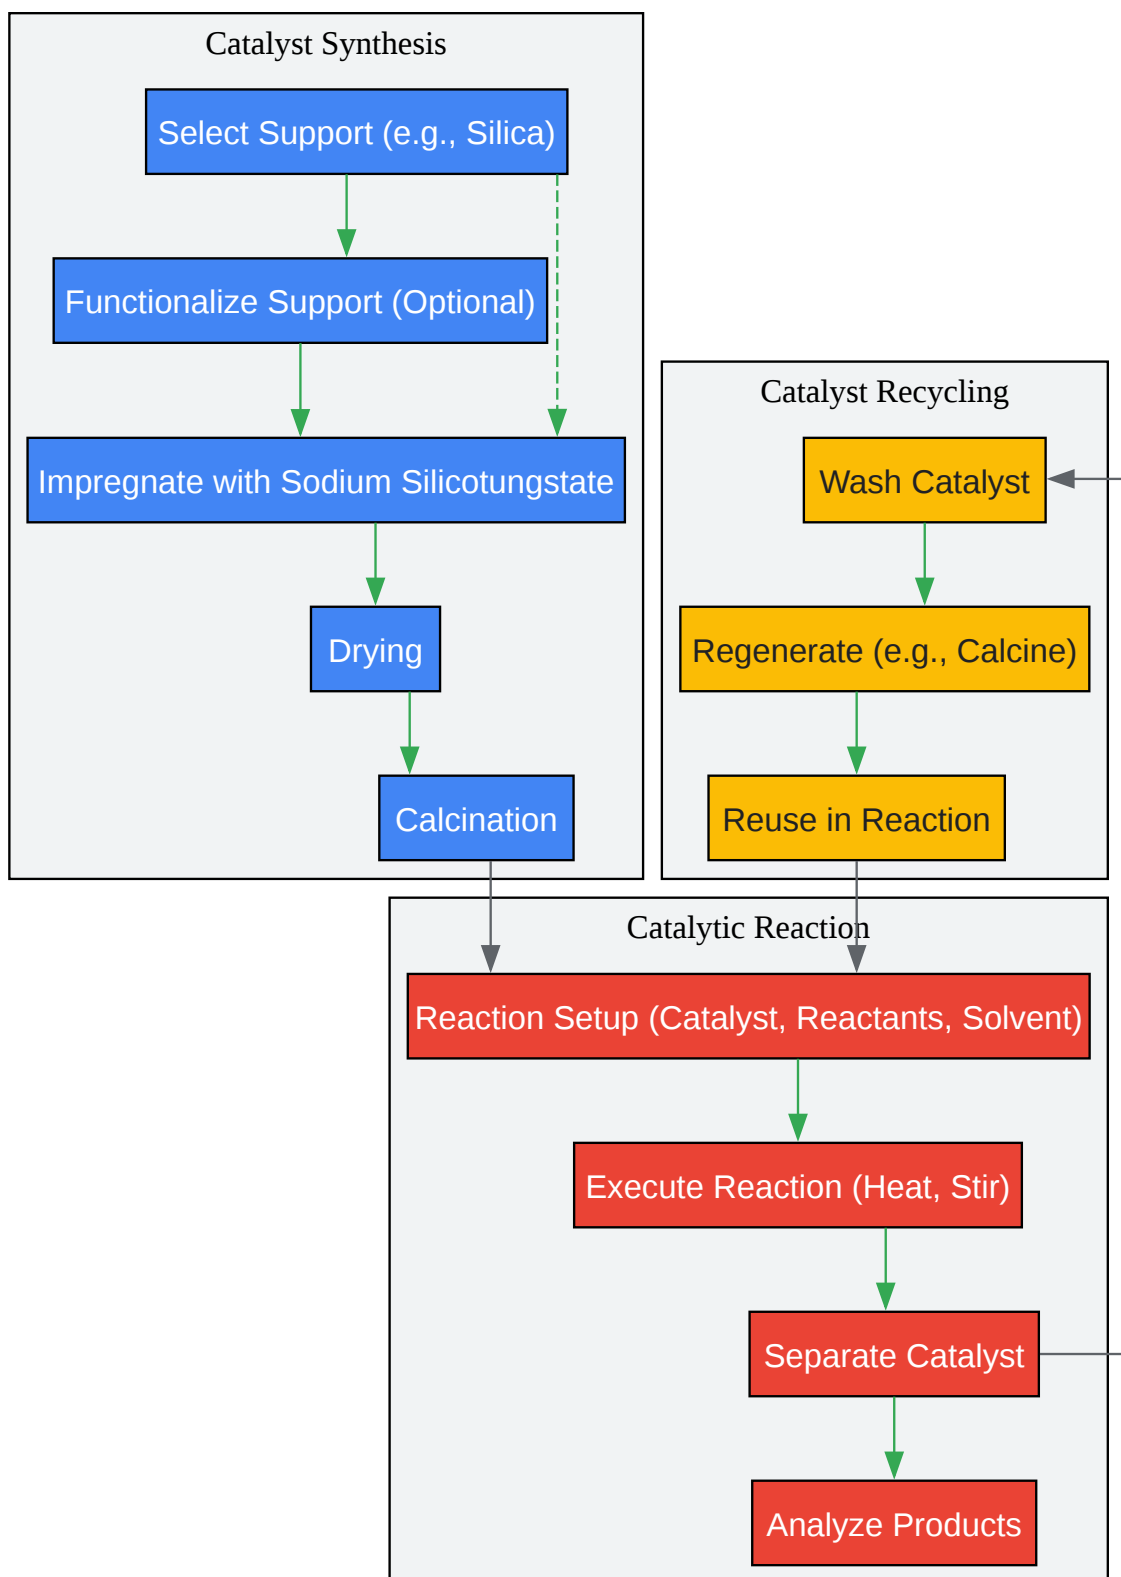 Catalyst Synthesis
Select Support (e.g., Silica)
Functionalize Support (Optional)
Impregnate with Sodium Silicotungstate
Drying
Calcination
Catalyst Recycling
Wash Catalyst
Regenerate (e.g., Calcine)
Reuse in Reaction
Catalytic Reaction
Reaction Setup (Catalyst, Reactants, Solvent)
Execute Reaction (Heat, Stir)
Separate Catalyst
Analyze Products